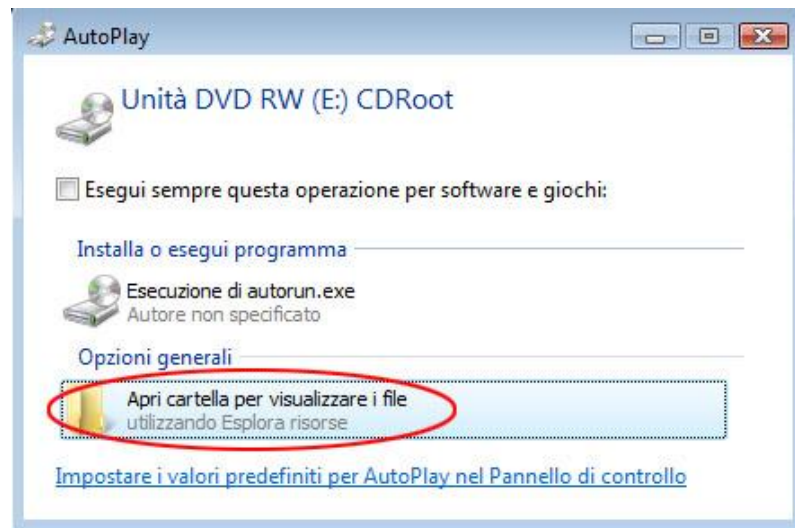 AutoPlay
Unità DVD RW (E:) CDRoot
Esegui sempre questa operazione per software e giochi:
Installa o esegui programma
Esecuzione di autorun.exe
Autore non specificato
Opzioni generali
Apri cartella per visualizzare i file
utilizzando Esplora risorse
Impostare i valori predefiniti per AutoPlay nel Pannello di controllo